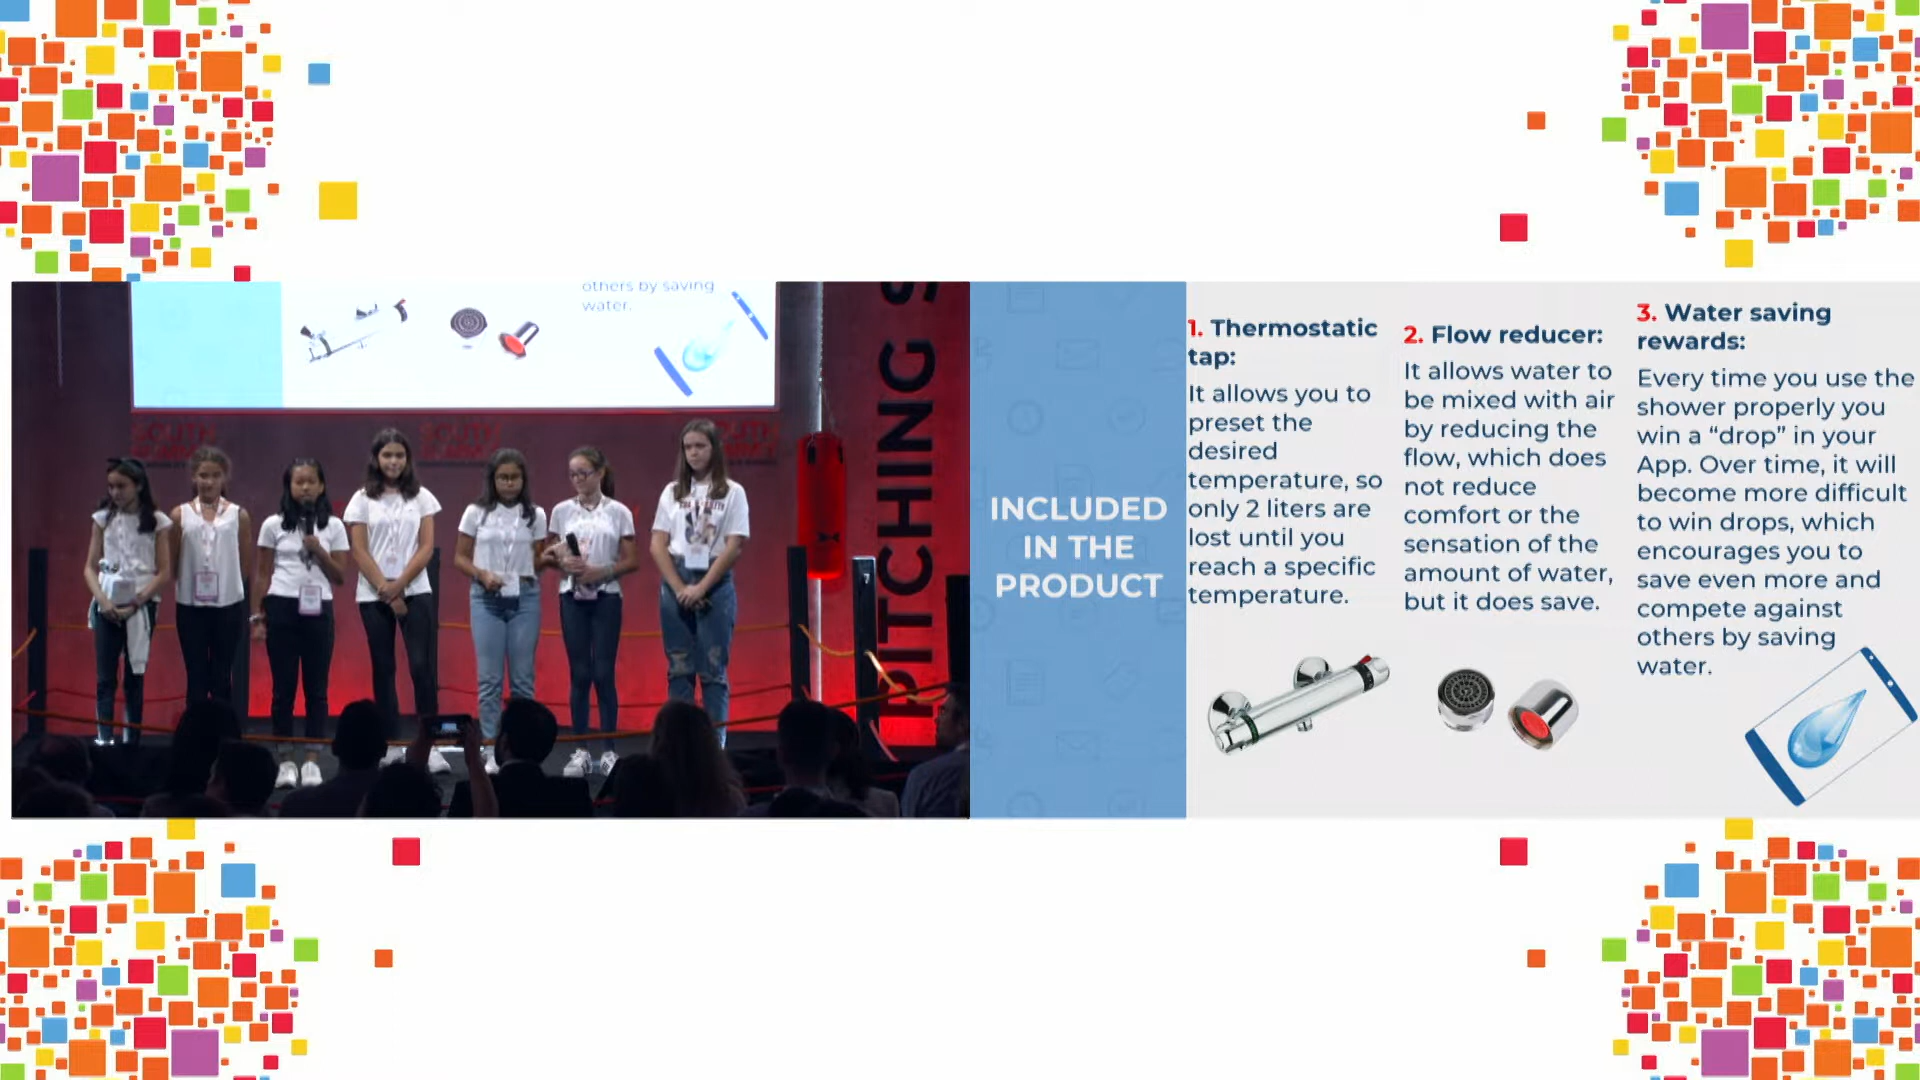 others by saving
water.
PITCHING S
INCLUDED
IN THE
PRODUCT
1. Thermostatic
tap:
It allows you to
preset the
desired
temperature, so
only 2 liters are
lost until you
reach a specific
temperature.
2. Flow reducer:
It allows water to
be mixed with air
by reducing the
flow, which does
not reduce
comfort or the
sensation of the
amount of water,
but it does save.
3. Water saving
rewards:
Every time you use the
shower properly you
win a “drop” in your
App. Over time, it will
become more difficult
to win drops, which
encourages you to
save even more and
compete against
others by saving
water.